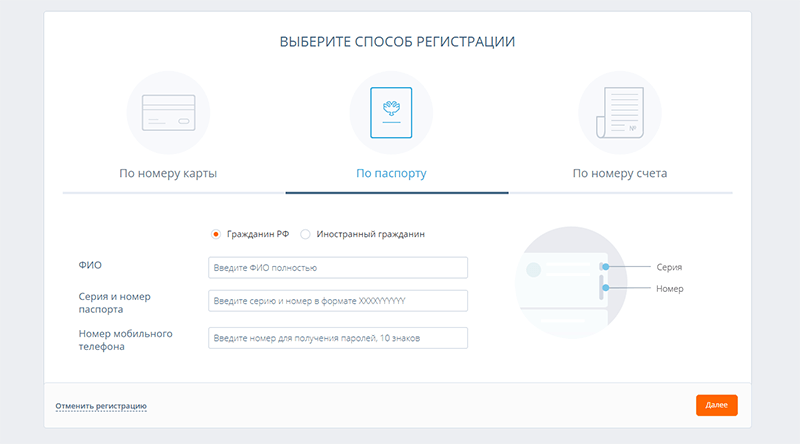 ВЫБЕРИТЕ СПОСОБ РЕГИСТРАЦИИ
№
По номеру карты
По паспорту
По номеру счета
Гражданин РФ
Иностранный гражданин
ФИО
Введите ФИО полностью
Серия и номер
паспорта
Введите серию и номер в формате XXXXYYYYYY
Номер мобильного
телефона
Введите номер для получения паролей, 10 знаков
Серия
Номер
Отменить регистрацию
Далее